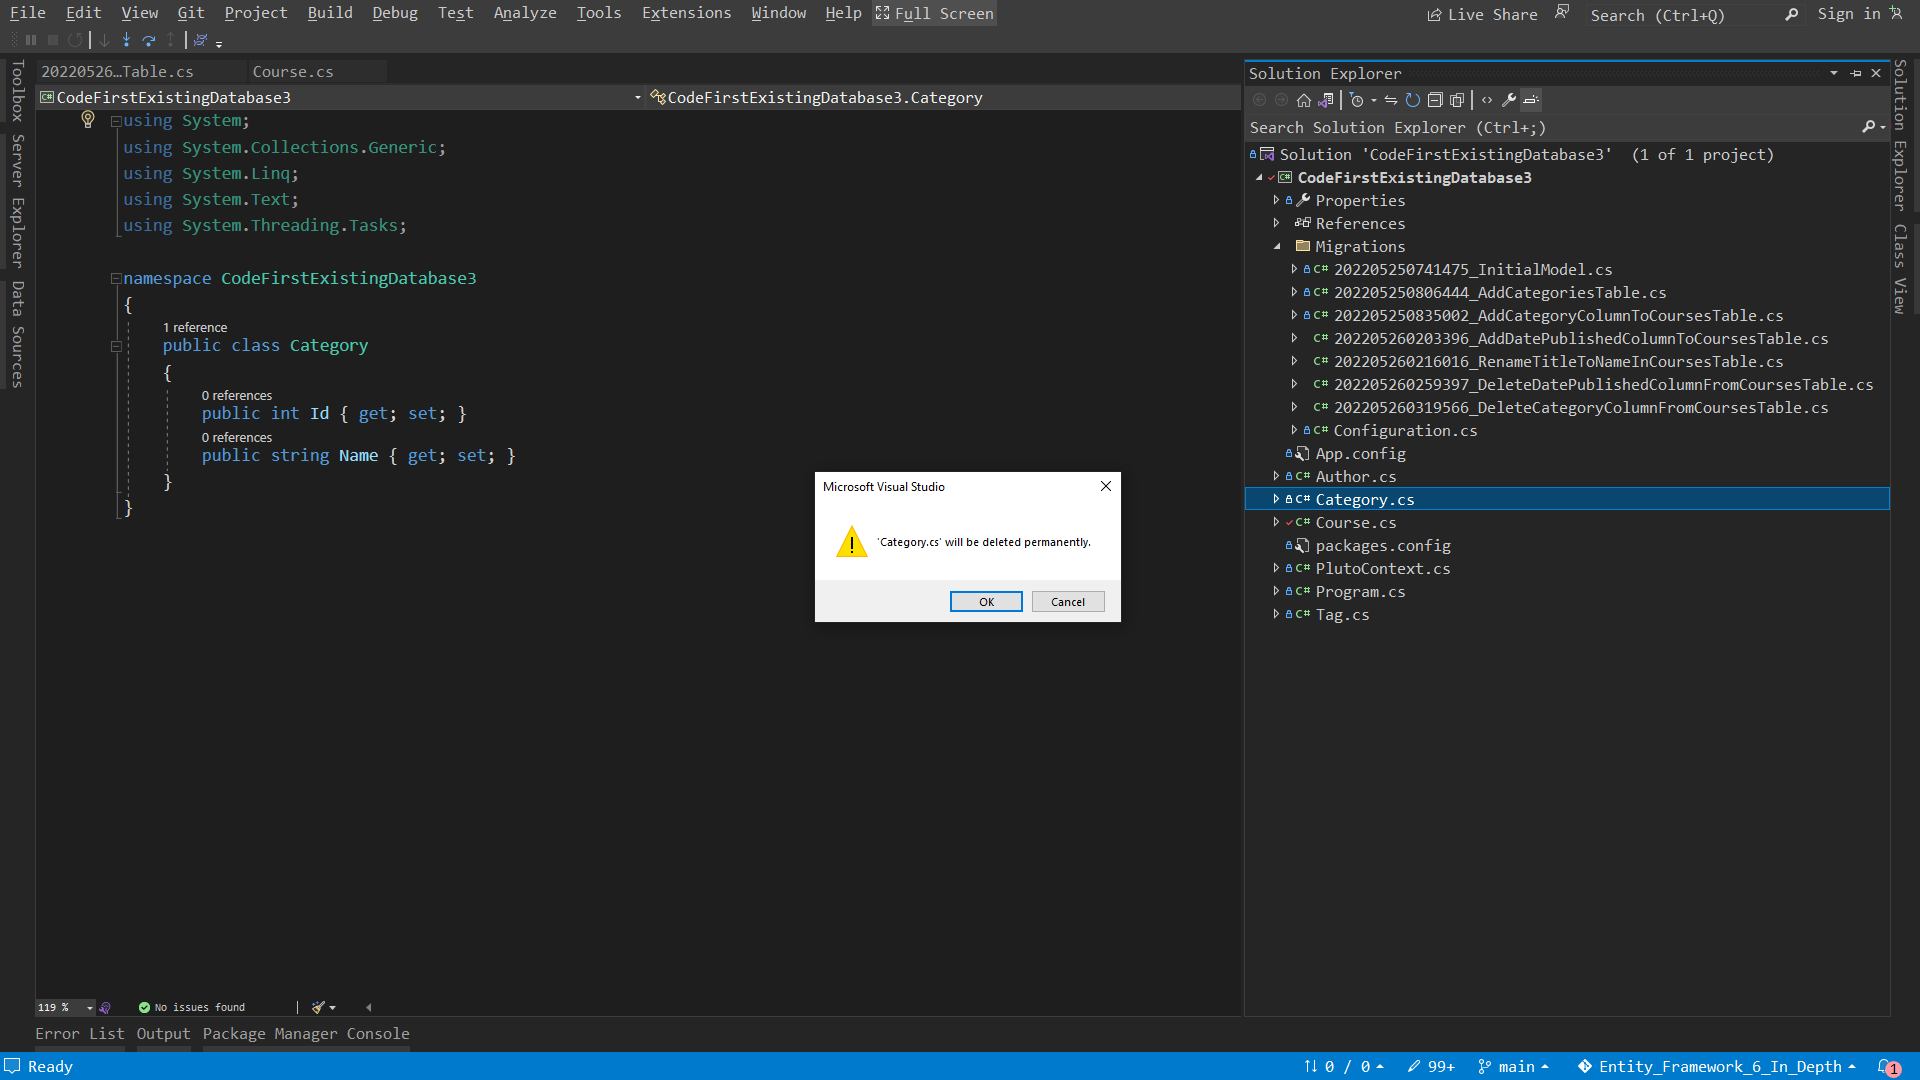 File Edit View Git Project Build Debug Test Analyze Tools Extensions Window Help Full Screen
Live Share Search (Ctrl+Q) Sign in
Toolbox
Server Explorer
Data Sources
20220526…Table.cs Course.cs
CodeFirstExistingDatabase3 CodeFirstExistingDatabase3.Category
using System;
using System.Collections.Generic;
using System.Linq;
using System.Text;
using System.Threading.Tasks;
namespace CodeFirstExistingDatabase3
{
1 reference
public class Category
{
0 references
public int Id { get; set; }
0 references
public string Name { get; set; }
}
}
Microsoft Visual Studio
'Category.cs' will be deleted permanently.
OK Cancel
Solution Explorer
Search Solution Explorer (Ctrl+;)
Solution 'CodeFirstExistingDatabase3' (1 of 1 project)
CodeFirstExistingDatabase3
Properties
References
Migrations
C# 202205250741475_InitialModel.cs
C# 202205250806444_AddCategoriesTable.cs
C# 202205250835002_AddCategoryColumnToCoursesTable.cs
C# 202205260203396_AddDatePublishedColumnToCoursesTable.cs
C# 202205260216016_RenameTitleToNameInCoursesTable.cs
C# 202205260259397_DeleteDatePublishedColumnFromCoursesTable.cs
C# 202205260319566_DeleteCategoryColumnFromCoursesTable.cs
C# Configuration.cs
App.config
C# Author.cs
C# Category.cs
C# Course.cs
packages.config
C# PlutoContext.cs
C# Program.cs
C# Tag.cs
Solution Explorer
Class View
119 % No issues found
Error List Output Package Manager Console
Ready 0 / 0 99+ main Entity_Framework_6_In_Depth 1